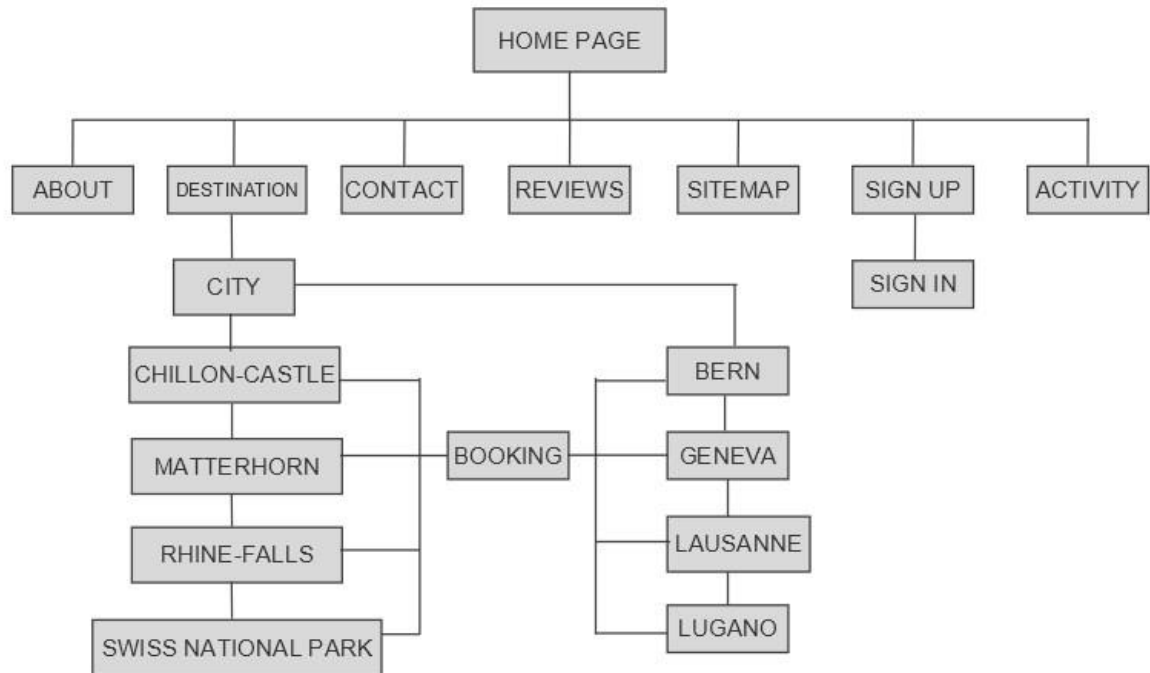 HOME PAGE
ABOUT
DESTINATION
CONTACT
REVIEWS
SITEMAP
SIGN UP
ACTIVITY
CITY
SIGN IN
CHILLON-CASTLE
BERN
MATTERHORN
BOOKING
GENEVA
RHINE-FALLS
LAUSANNE
SWISS NATIONAL PARK
LUGANO